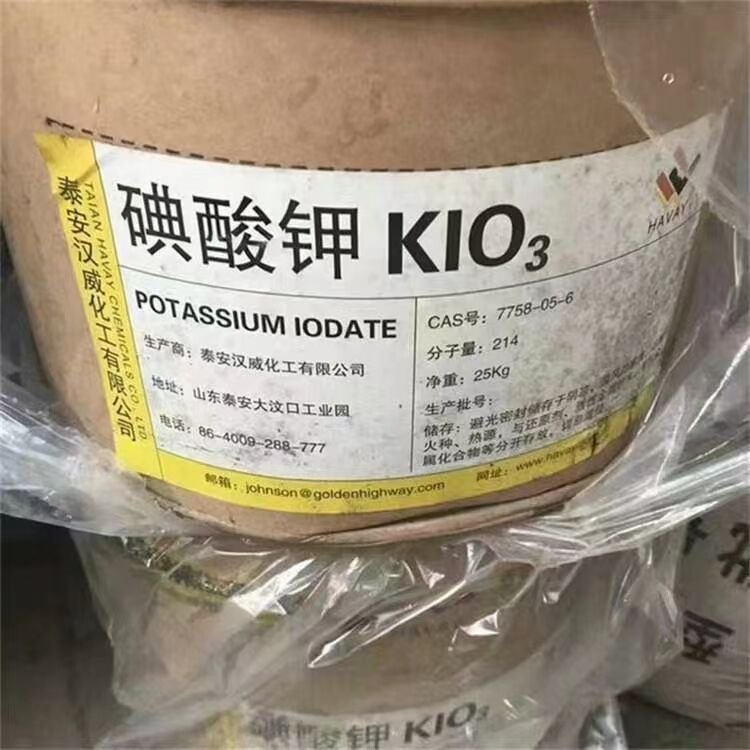 碘酸钾 KIO₃
HAVAY
泰安汉威化工有限公司
TAIAN HAVAY CHEMICALS CO., LTD
POTASSIUM IODATE
生产商：泰安汉威化工有限公司
地址：山东泰安大汶口工业园
电话：86-4009-288-777
CAS号：7758-05-6
分子量：214
净重：25Kg
生产批号：
储存：避光密封储存于阴凉、
火种、热源，与还原剂、
属化合物等分开存放，切忌
邮箱：johnson@goldenhighway.com
网址：www.havay
碘酸钾 KIO₃